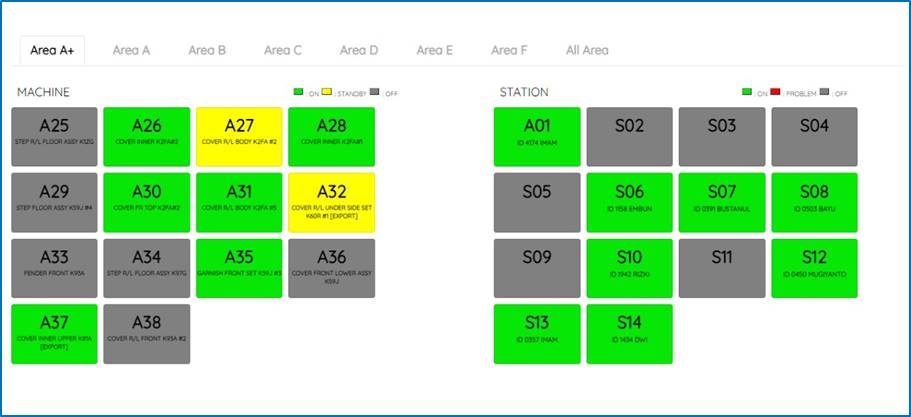 Area A+ Area A Area B Area C Area D Area E Area F All Area
MACHINE : ON : STANDBY : OFF
STATION : ON : PROBLEM : OFF
A25
STEP R/L FLOOR ASSY K1ZG
A26
COVER INNER K2FA#2
A27
COVER R/L BODY K2FA #2
A28
COVER INNER K2FA#1
A29
STEP FLOOR ASSY K59J #4
A30
COVER FR TOP K2FA#2
A31
COVER R/L BODY K2FA #5
A32
COVER R/L UNDER SIDE SET
K60R #1 [EXPORT]
A33
FENDER FRONT K93A
A34
STEP R/L FLOOR ASSY K97G
A35
GARNISH FRONT SET K59J #3
A36
COVER FRONT LOWER ASSY
K59J
A37
COVER INNER UPPER K81A
[EXPORT]
A38
COVER R/L FRONT K93A #2
A01
ID 4174 IMAM
S02
S03
S04
S05
S06
ID 1158 EMBUN
S07
ID 0391 BUSTANUL
S08
ID 0503 BAYU
S09
S10
ID 1942 RIZKI
S11
S12
ID 0450 MUGIYANTO
S13
ID 0357 IMAM
S14
ID 1434 DWI